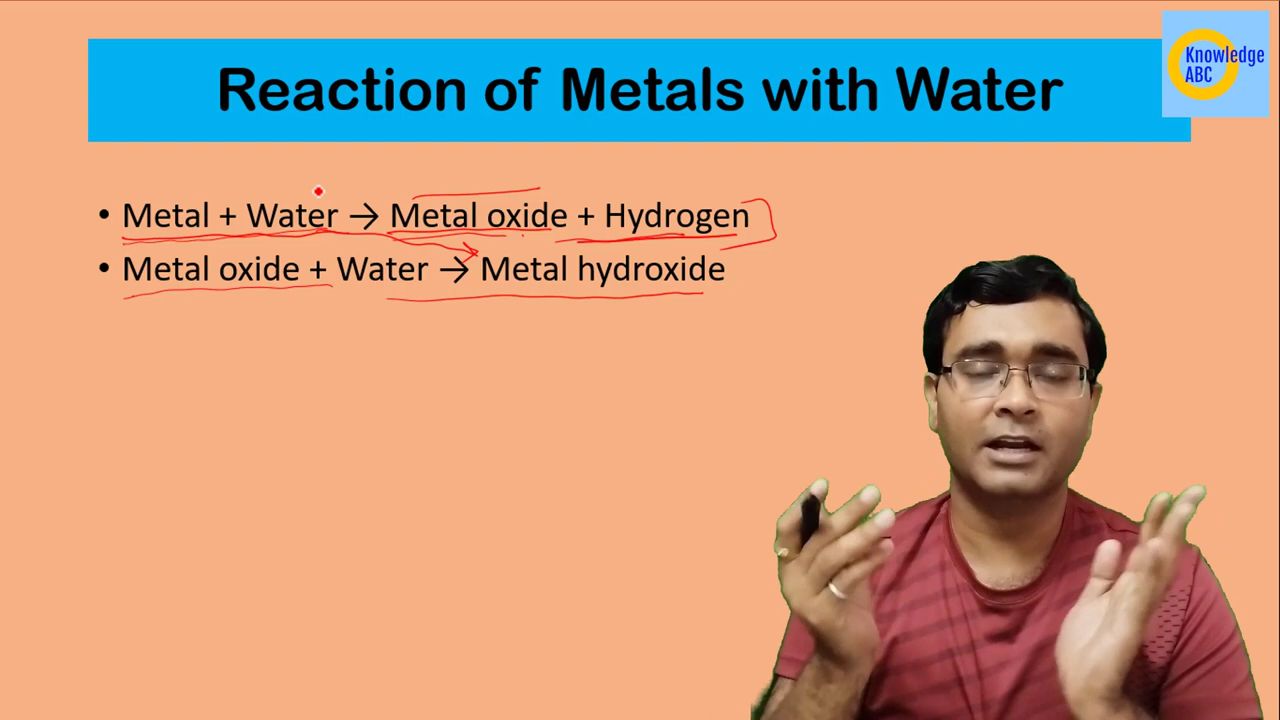 Reaction of Metals with Water
Knowledge
ABC
• Metal + Water → Metal oxide + Hydrogen
• Metal oxide + Water → Metal hydroxide